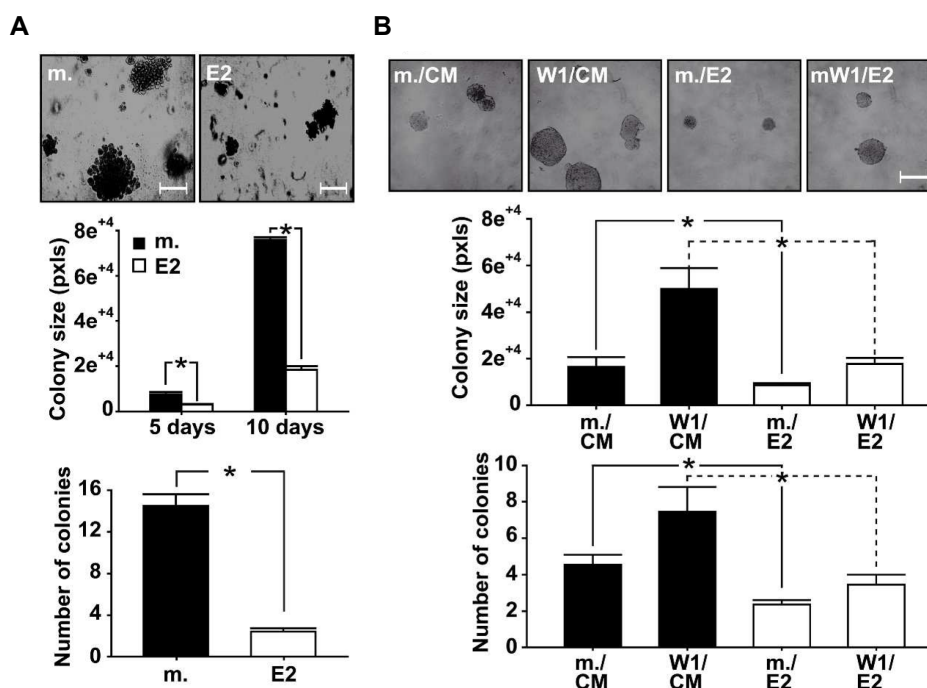 A
B
m.
E2
m./CM
W1/CM
m./E2
mW1/E2
Colony size (pxls)
8e+4
6e+4
4e+4
2e+4
0
m.
E2
*
*
5 days
10 days
Number of colonies
16
12
8
4
0
*
m.
E2
Colony size (pxls)
8e+4
6e+4
4e+4
2e+4
0
*
*
m./
CM
W1/
CM
m./
E2
W1/
E2
Number of colonies
10
8
6
4
2
0
*
*
m./
CM
W1/
CM
m./
E2
W1/
E2